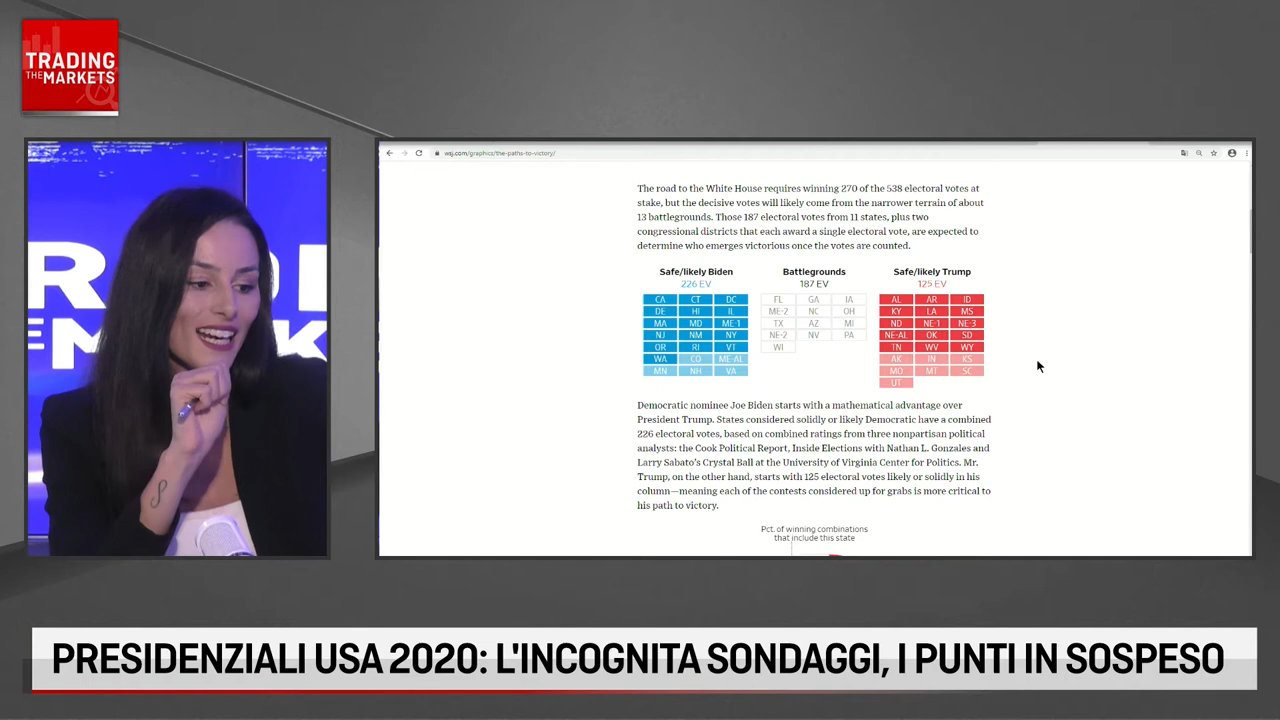 TRADING
THE MARKETS
wsj.com/graphics/the-paths-to-victory/
The road to the White House requires winning 270 of the 538 electoral votes at
stake, but the decisive votes will likely come from the narrower terrain of about
13 battlegrounds. Those 187 electoral votes from 11 states, plus two
congressional districts that each award a single electoral vote, are expected to
determine who emerges victorious once the votes are counted.
Safe/likely Biden
226 EV
CA CT DC
DE HI IL
MA MD ME-1
NJ NM NY
OR RI VT
WA CO ME-AL
MN NH VA
Battlegrounds
187 EV
FL GA IA
ME-2 NC OH
TX AZ MI
NE-2 NV PA
WI
Safe/likely Trump
125 EV
AL AR ID
KY LA MS
ND NE-1 NE-3
NE-AL OK SD
TN WV WY
AK IN KS
MO MT SC
UT
Democratic nominee Joe Biden starts with a mathematical advantage over
President Trump. States considered solidly or likely Democratic have a combined
226 electoral votes, based on combined ratings from three nonpartisan political
analysts: the Cook Political Report, Inside Elections with Nathan L. Gonzales and
Larry Sabato's Crystal Ball at the University of Virginia Center for Politics. Mr.
Trump, on the other hand, starts with 125 electoral votes likely or solidly in his
column—meaning each of the contests considered up for grabs is more critical to
his path to victory.
Pct. of winning combinations
that include this state
PRESIDENZIALI USA 2020: L'INCOGNITA SONDAGGI, I PUNTI IN SOSPESO